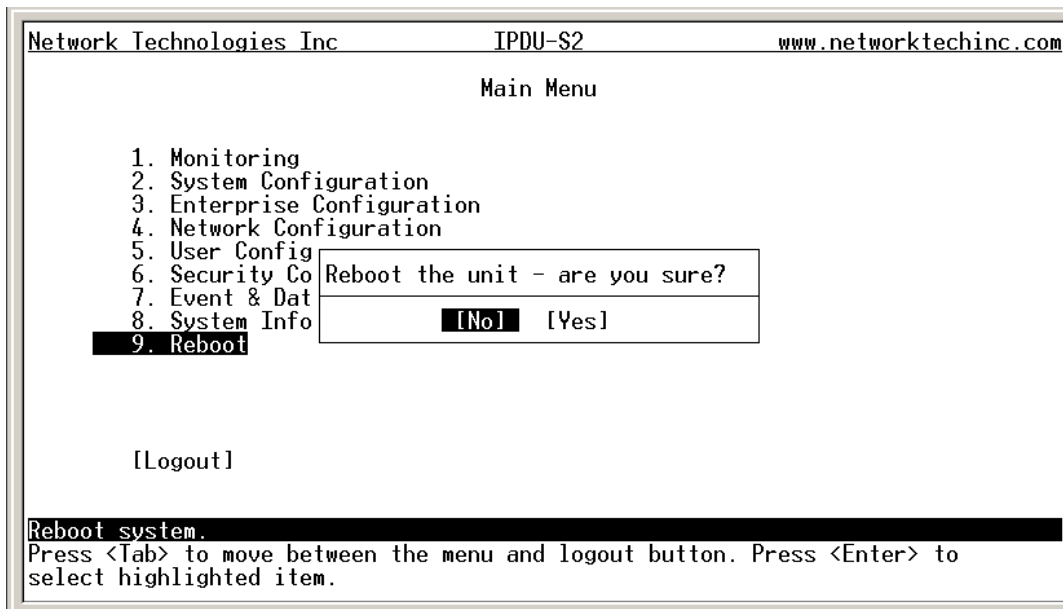 Network Technologies Inc IPDU-S2 www.networktechinc.com
Main Menu
1. Monitoring
2. System Configuration
3. Enterprise Configuration
4. Network Configuration
5. User Config
6. Security Co
7. Event & Dat
8. System Info
9. Reboot
Reboot the unit - are you sure?
[No] [Yes]
[Logout]
Reboot system.
Press <Tab> to move between the menu and logout button. Press <Enter> to
select highlighted item.